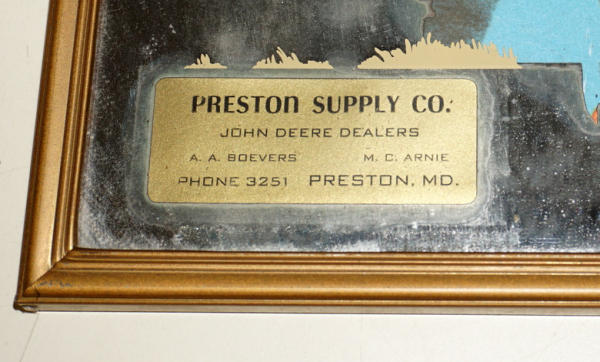 PRESTON SUPPLY CO.
JOHN DEERE DEALERS
A. A. BOEVERS M. C. ARNIE
PHONE 3251 PRESTON, MD.